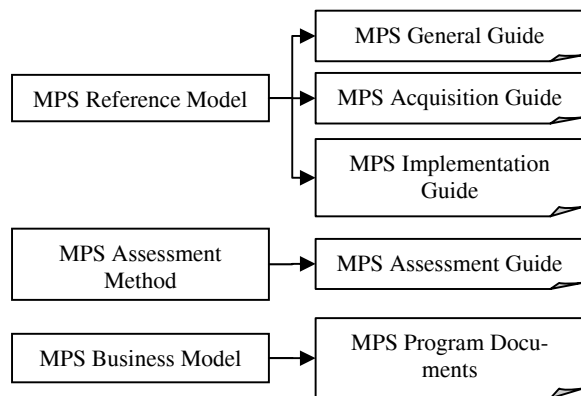 MPS General Guide
MPS Reference Model
MPS Acquisition Guide
MPS Implementation
Guide
MPS Assessment
Method
MPS Assessment Guide
MPS Business Model
MPS Program Docu-
ments